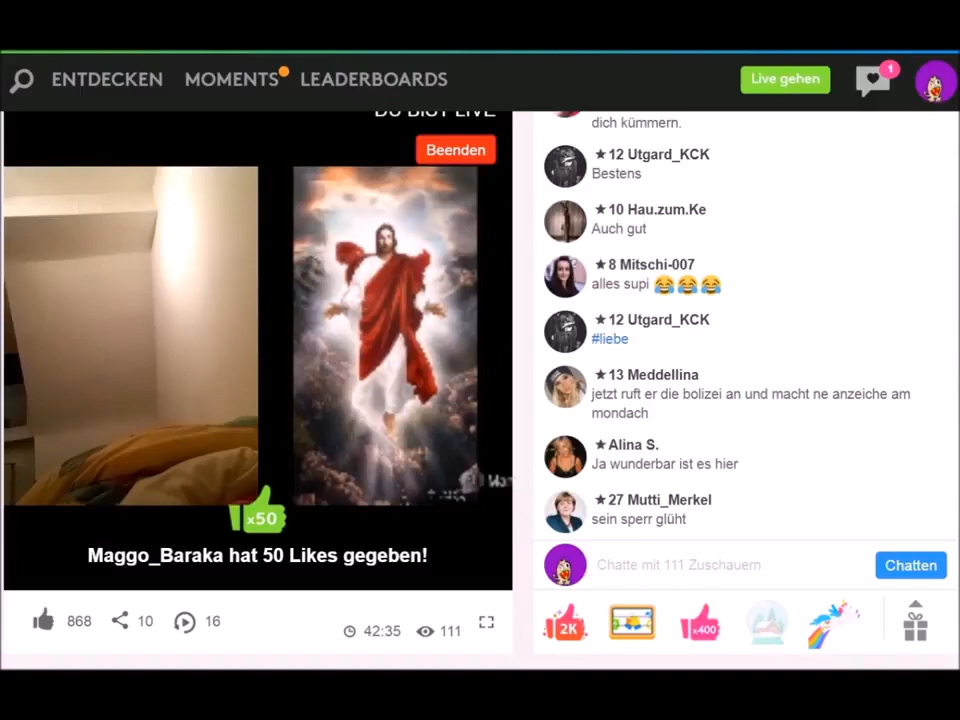 ENTDECKEN MOMENTS LEADERBOARDS Live gehen 1
DU BIST LIVE
Beenden
x50
Maggo_Baraka hat 50 Likes gegeben!
868 10 16 42:35 111
dich kümmern.
★12 Utgard_KCK
Bestens
★10 Hau.zum.Ke
Auch gut
★8 Mitschi-007
alles supi 😂😂😂
★12 Utgard_KCK
#liebe
★13 Meddellina
jetzt ruft er die bolizei an und macht ne anzeiche am
mondach
★Alina S.
Ja wunderbar ist es hier
★27 Mutti_Merkel
sein sperr glüht
Chatte mit 111 Zuschauern Chatten
2K x400